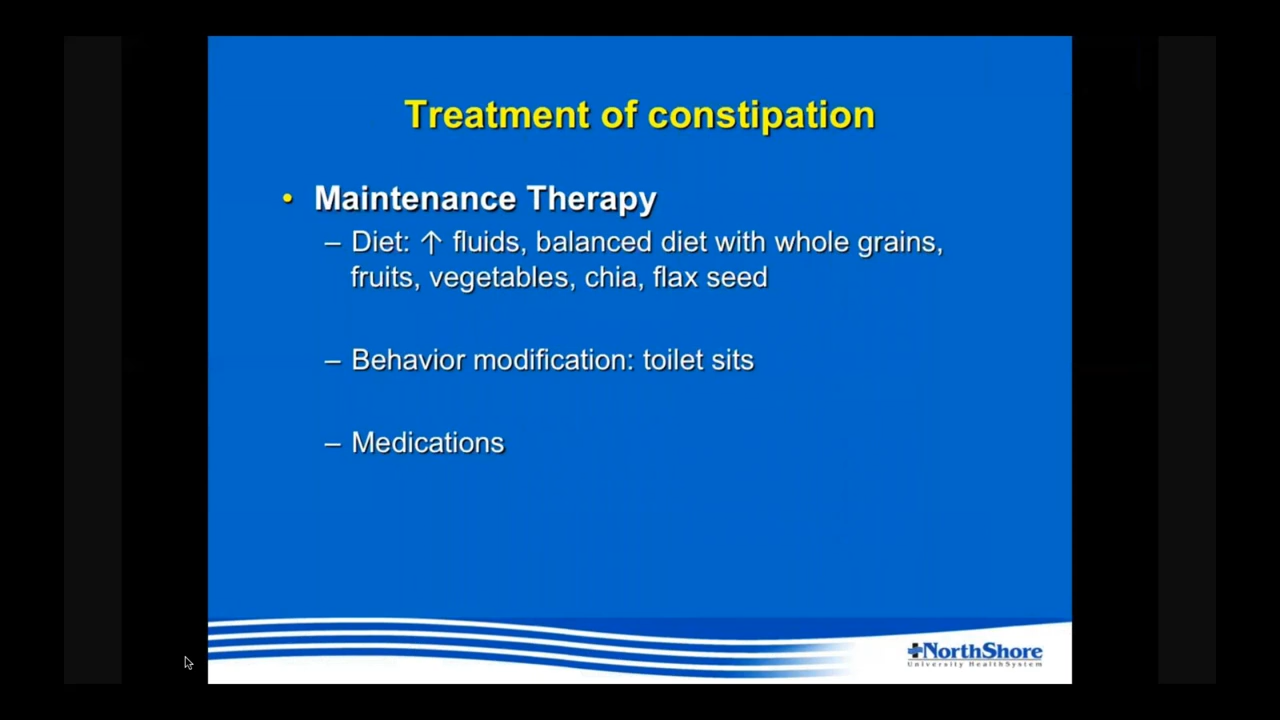 Treatment of constipation
• Maintenance Therapy
– Diet: ↑ fluids, balanced diet with whole grains,
fruits, vegetables, chia, flax seed
– Behavior modification: toilet sits
– Medications
NorthShore
University HealthSystem